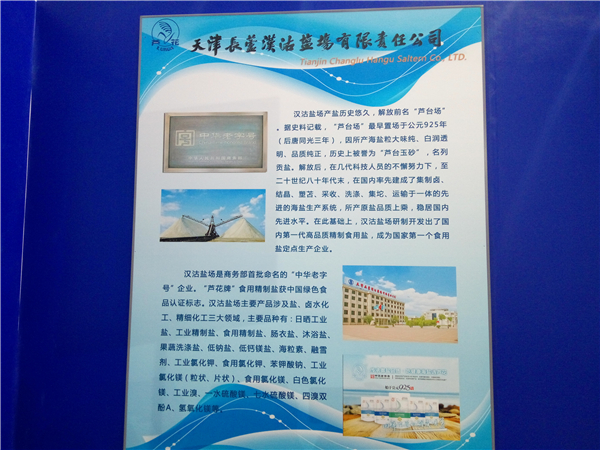 芦花
天津长芦汉沽盐场有限责任公司
Tianjin Changlu Hangu Saltern Co., LTD.
汉沽盐场产盐历史悠久，解放前名“芦台场”
。据史料记载，“芦台场”最早置场于公元925年
（后唐同光三年），因所产海盐粒大味纯、白润透
明、品质纯正，历史上被誉为“芦台玉砂”，名列
贡盐。解放后，在几代科技人员的不懈努力下，至
二十世纪八十年代末，在国内率先建成了集制卤、
结晶、塑苫、采收、洗涤、集坨、运输于一体的先
进的海盐生产系统，所产原盐品质上乘，稳居国内
先进水平。在此基础上，汉沽盐场研制开发出了国
内第一代高品质精制食用盐，成为国家第一个食用
盐定点生产企业。
中华老字号
汉沽盐场是商务部首批命名的“中华老字
号”企业。“芦花牌”食用精制盐获中国绿色食
品认证标志。汉沽盐场主要产品涉及盐、卤水化
工、精细化工三大领域，主要品种有：日晒工业
盐、工业精制盐、食用精制盐、肠衣盐、沐浴盐、
果蔬洗涤盐、低钠盐、低钙镁盐、海粒素、融雪
剂、工业氯化钾、食用氯化钾、苯甲酸钠、工业
氯化镁（粒状、片状）、食用氯化镁、白色氯化
镁、工业溴、一水硫酸镁、七水硫酸镁、四溴双
酚A、氢氧化镁等。
925